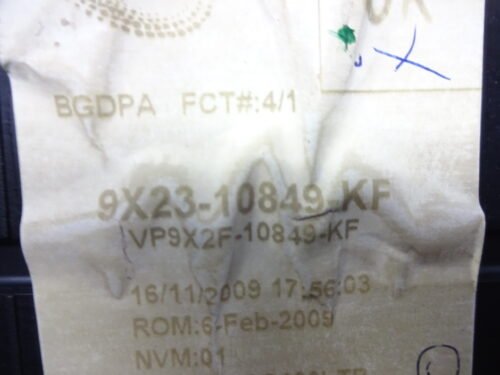 BGDPA FCT#:4/1
9X23-10849-KF
VP9X2F-10849-KF
16/11/2009 17:56:03
ROM:6-Feb-2009
NVM:01